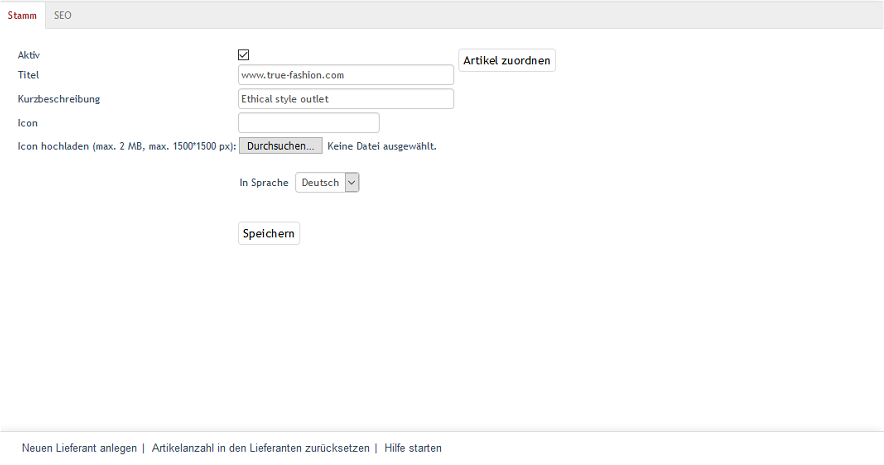 Stamm SEO
Aktiv
Artikel zuordnen
Titel www.true-fashion.com
Kurzbeschreibung Ethical style outlet
Icon
Icon hochladen (max. 2 MB, max. 1500*1500 px): Durchsuchen... Keine Datei ausgewählt.
In Sprache Deutsch
Speichern
Neuen Lieferant anlegen | Artikelanzahl in den Lieferanten zurücksetzen | Hilfe starten